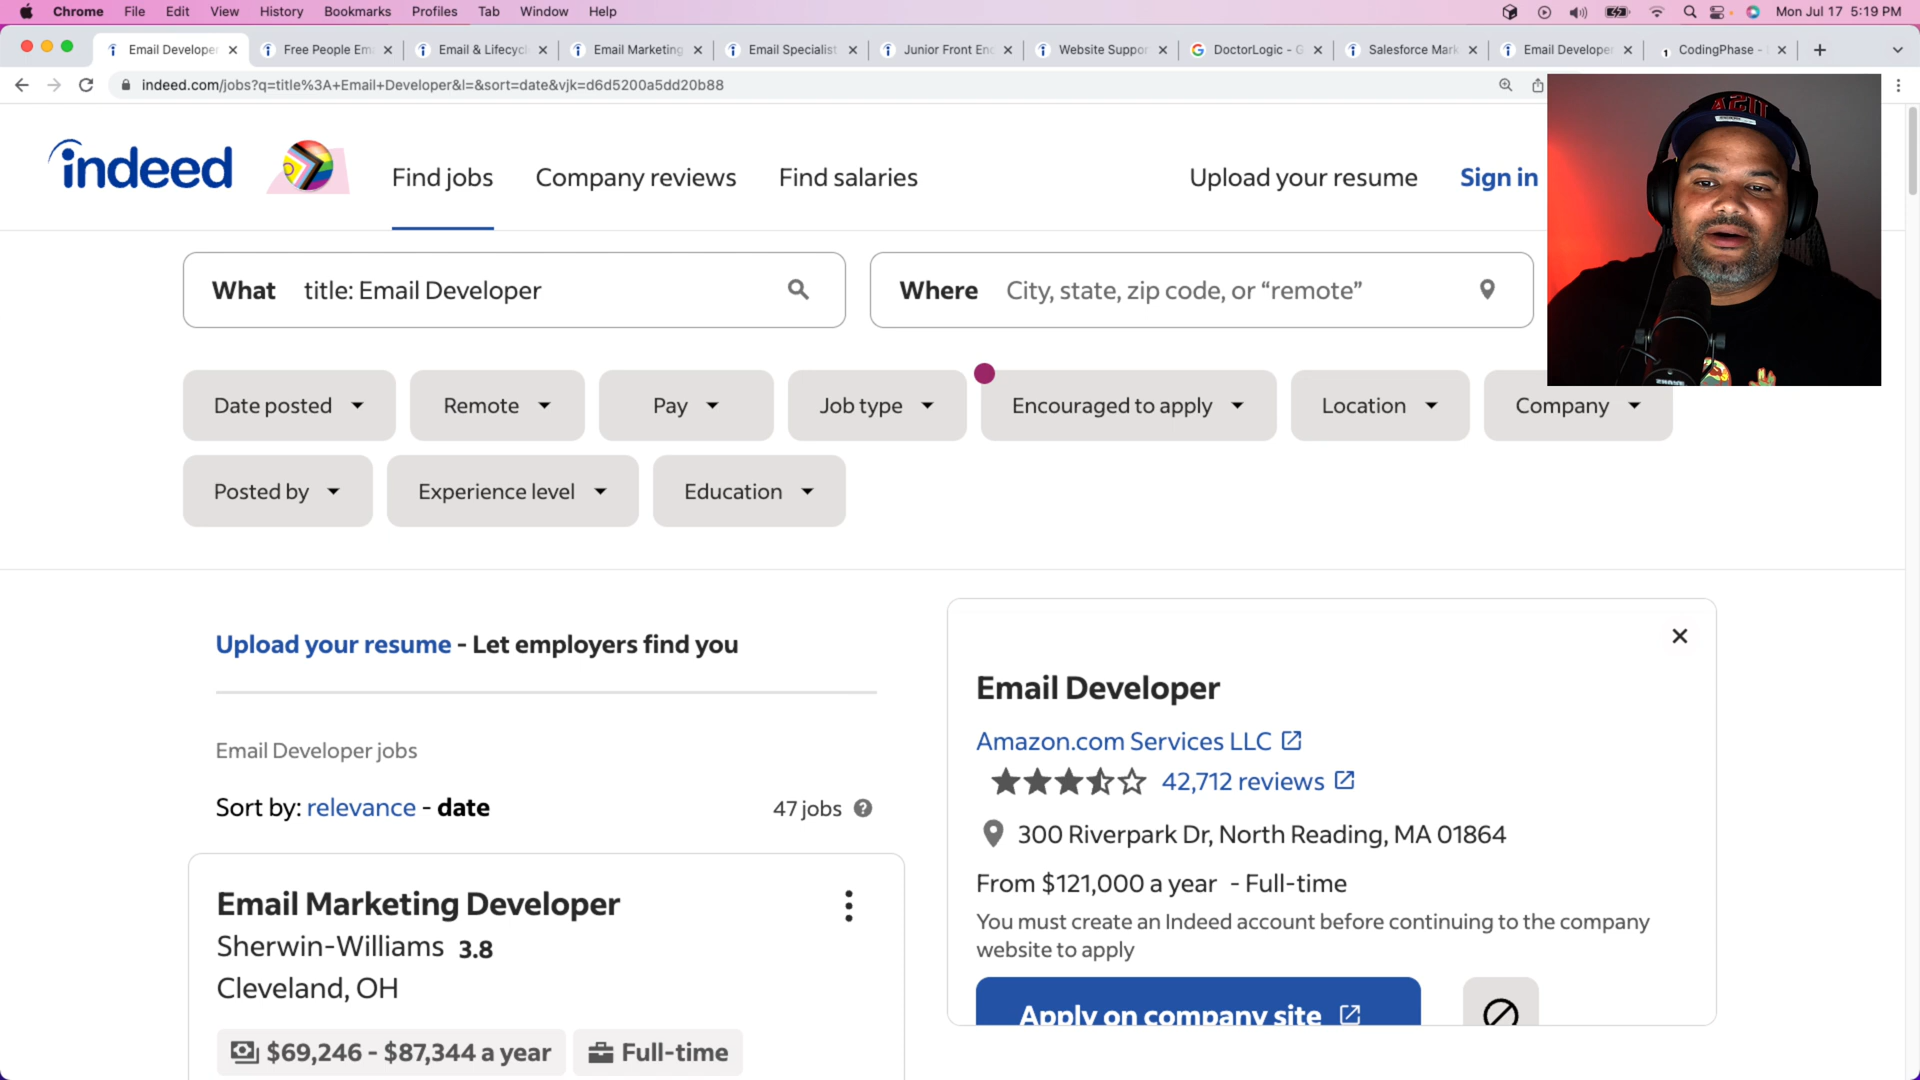 Chrome File Edit View History Bookmarks Profiles Tab Window Help Mon Jul 17 5:19 PM
Email Developer Free People Em Email & Lifecyc Email Marketing Email Specialist Junior Front En Website Suppor DoctorLogic - G Salesforce Mark Email Develope CodingPhase -
indeed.com/jobs?q=title%3A+Email+Developer&l=&sort=date&vjk=d6d5200a5dd20b88
indeed Find jobs Company reviews Find salaries Upload your resume Sign in
What title: Email Developer Where City, state, zip code, or “remote”
Date posted Remote Pay Job type Encouraged to apply Location Company
Posted by Experience level Education
Upload your resume - Let employers find you
Email Developer jobs
Sort by: relevance - date 47 jobs
Email Marketing Developer
Sherwin-Williams 3.8
Cleveland, OH
$69,246 - $87,344 a year Full-time
Email Developer
Amazon.com Services LLC
42,712 reviews
300 Riverpark Dr, North Reading, MA 01864
From $121,000 a year - Full-time
You must create an Indeed account before continuing to the company
website to apply
Apply on company site